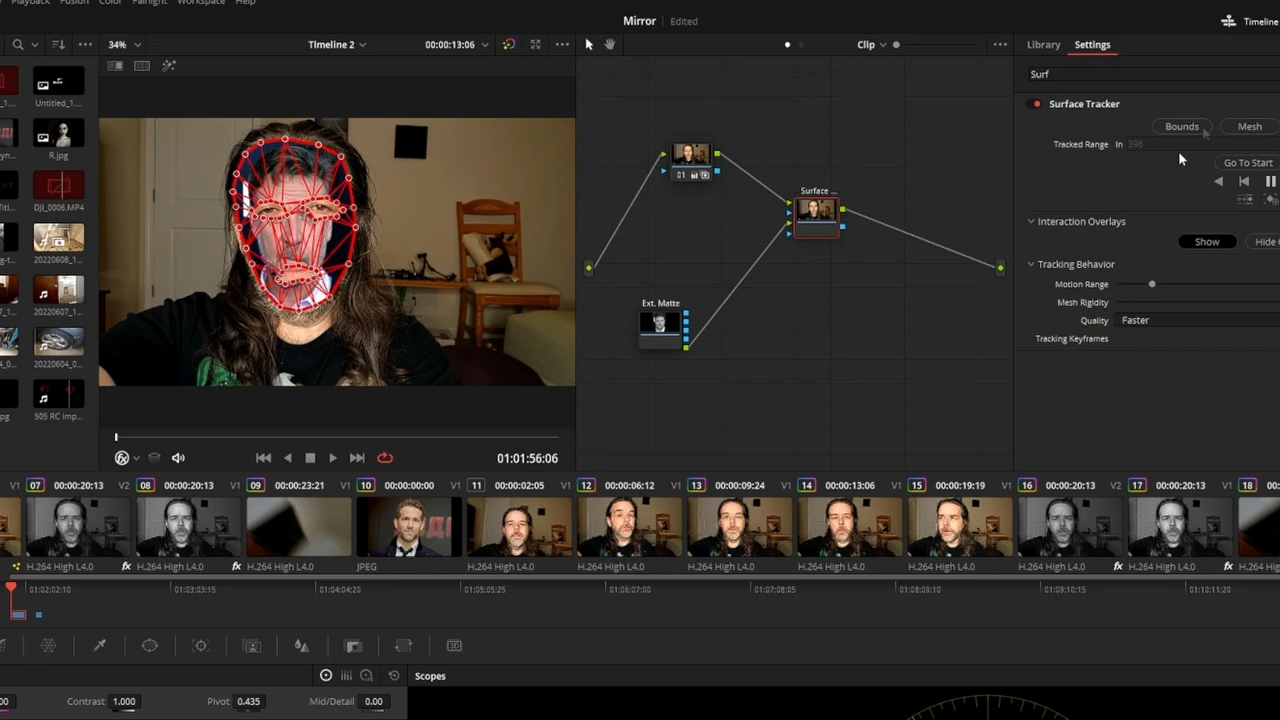 Playback Fusion Color Fairlight Workspace Help
Mirror Edited
Timeline
34% Timeline 2 00:00:13:06 Clip Library Settings
Surf
Untitled_1....
Surface Tracker
Bounds Mesh
R.jpg
Tracked Range In 396
01
Go To Start
Surface ...
DJI_0006.MP4
Interaction Overlays
Show Hide
20220608_1...
Tracking Behavior
Motion Range
Ext. Matte
Mesh Rigidity
20220607_1...
Quality Faster
Tracking Keyframes
20220604_0...
505 RC imp...
01:01:56:06
V1 07 00:00:20:13 V2 08 00:00:20:13 V1 09 00:00:23:21 V1 10 00:00:00:00 V1 11 00:00:02:05 V1 12 00:00:06:12 V1 13 00:00:09:24 V1 14 00:00:13:06 V1 15 00:00:19:19 V1 16 00:00:20:13 V2 17 00:00:20:13 V1 18 00:
H.264 High L4.0 fx H.264 High L4.0 fx H.264 High L4.0 JPEG H.264 High L4.0 H.264 High L4.0 H.264 High L4.0 H.264 High L4.0 H.264 High L4.0 H.264 High L4.0 fx H.264 High L4.0 fx H.264 Hig
01:02:02:10 01:03:03:15 01:04:04:20 01:05:05:25 01:06:07:00 01:07:08:05 01:08:09:10 01:09:10:15 01:10:11:20
3D
Scopes
00 Contrast 1.000 Pivot 0.435 Mid/Detail 0.00